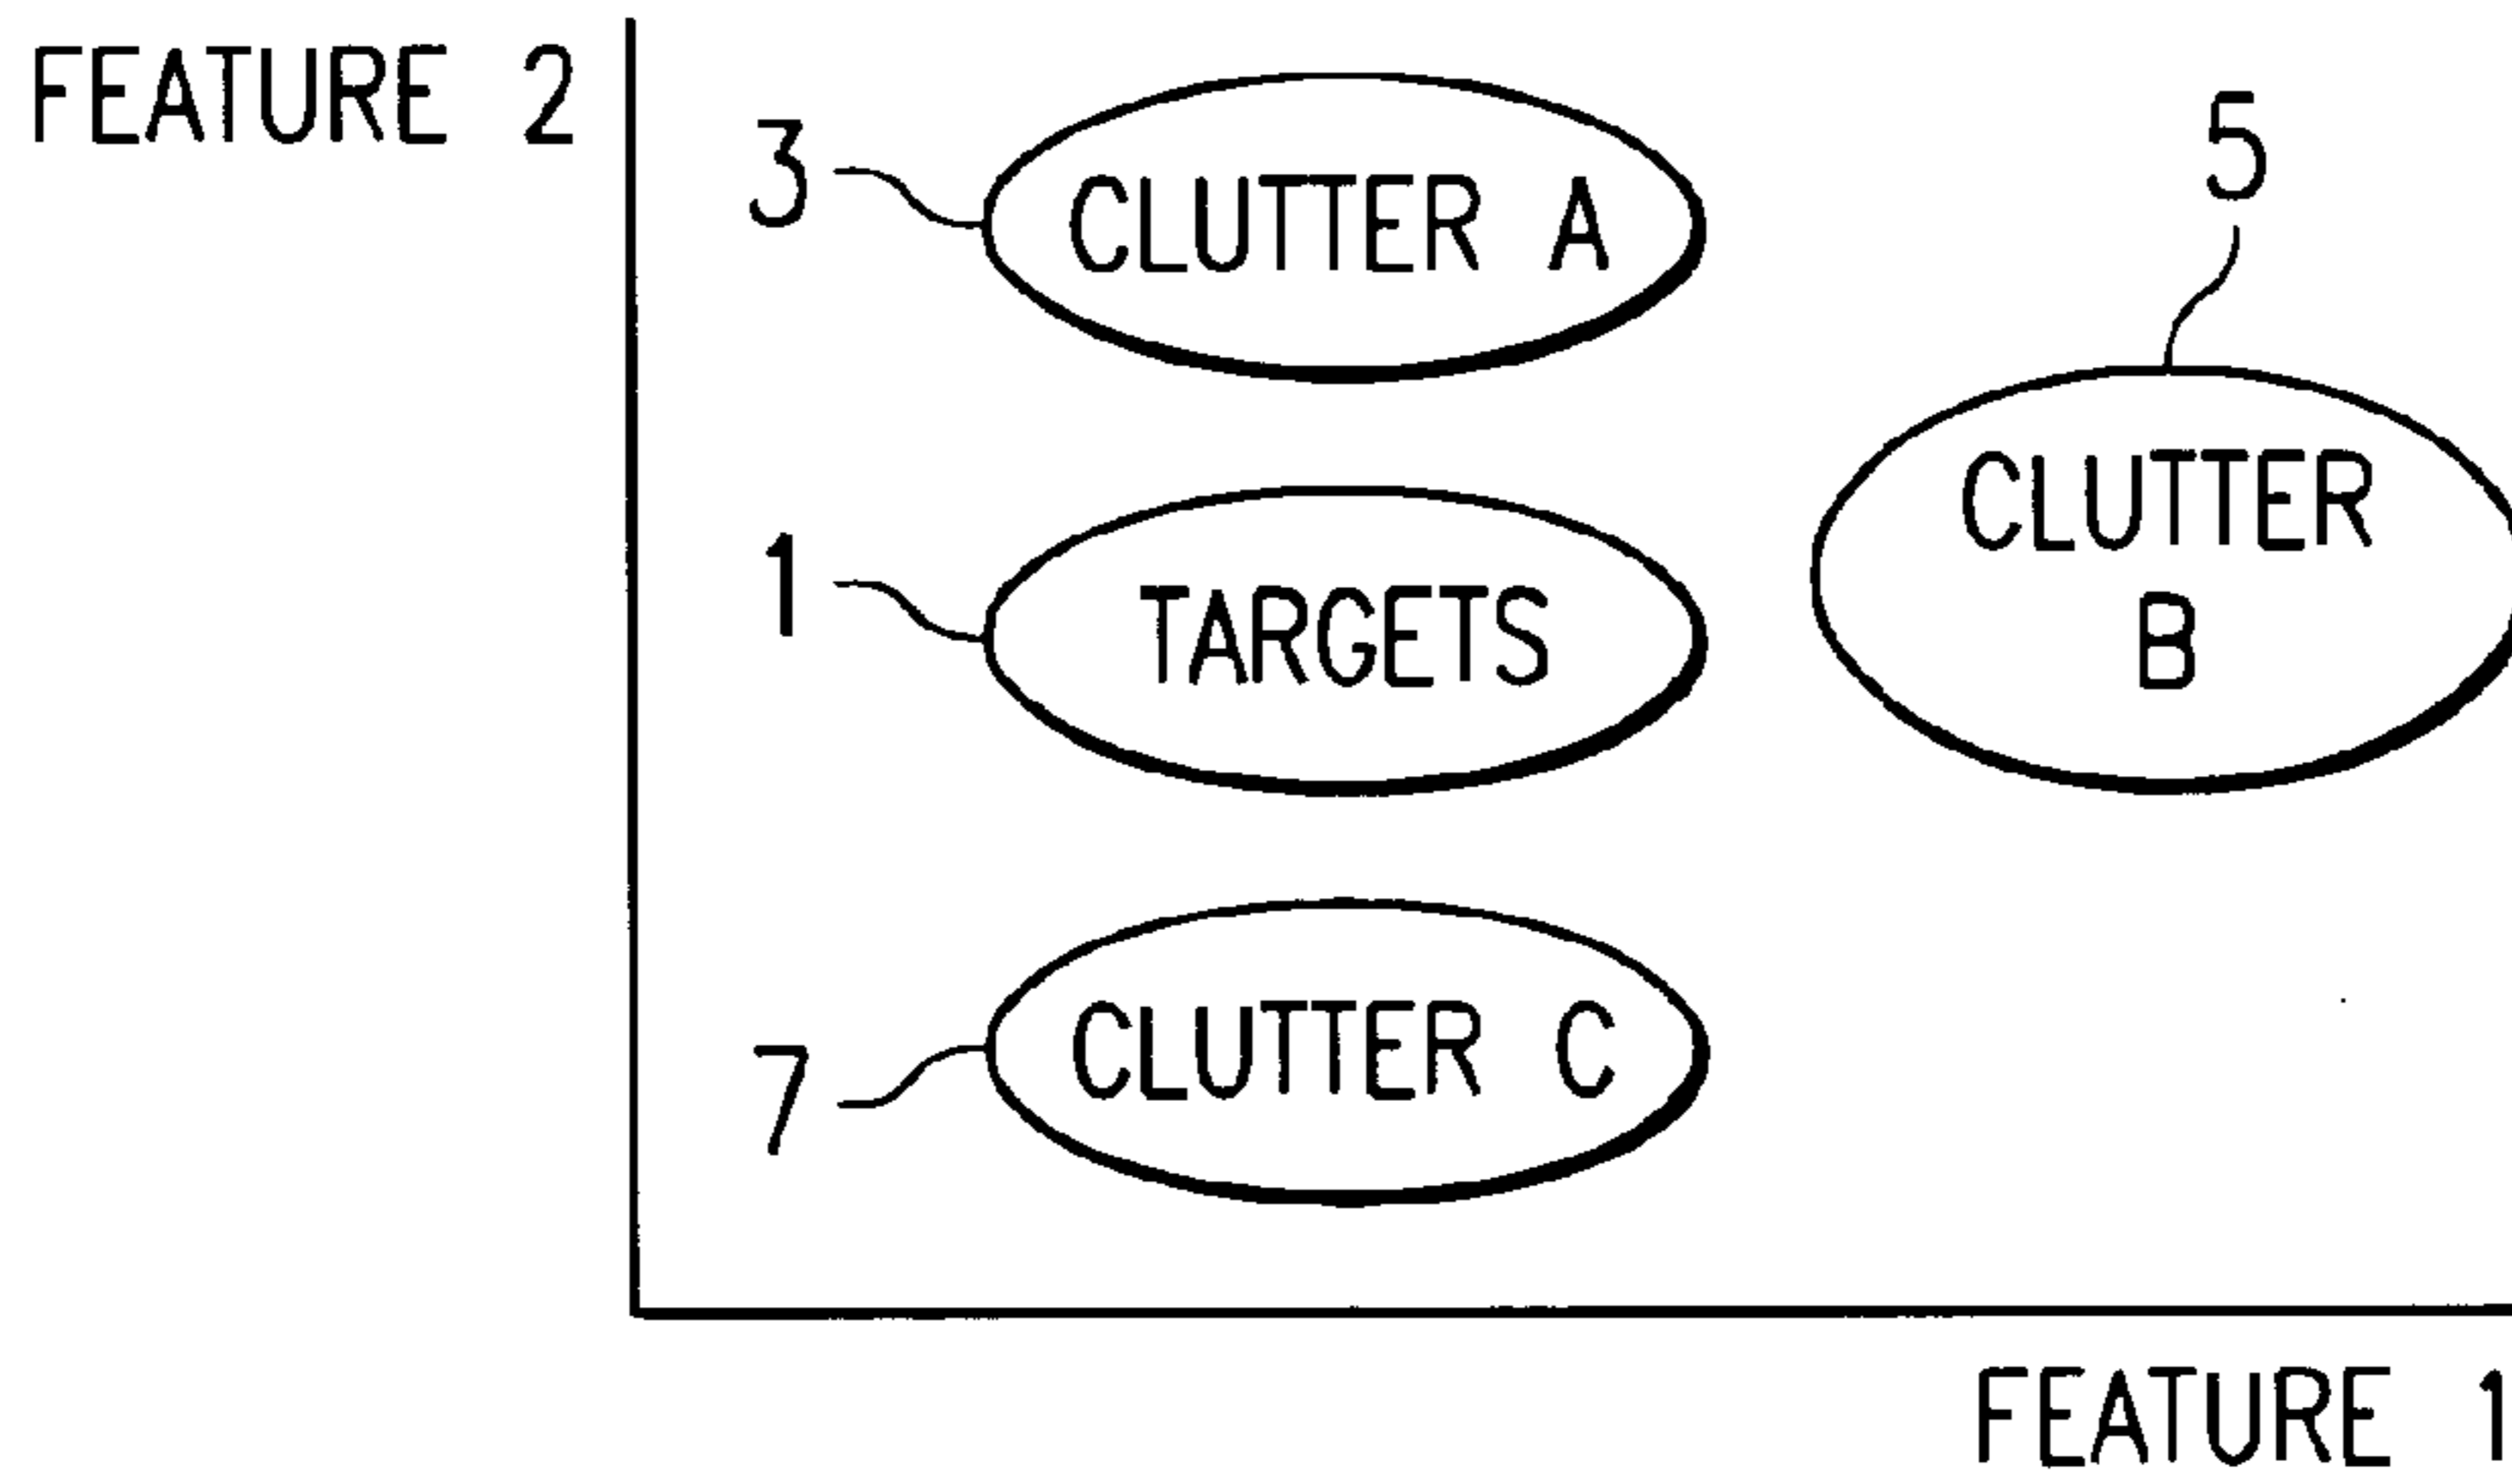 FEATURE 2
3
CLUTTER A
5
CLUTTER
B
1
TARGETS
7
CLUTTER C
FEATURE 1